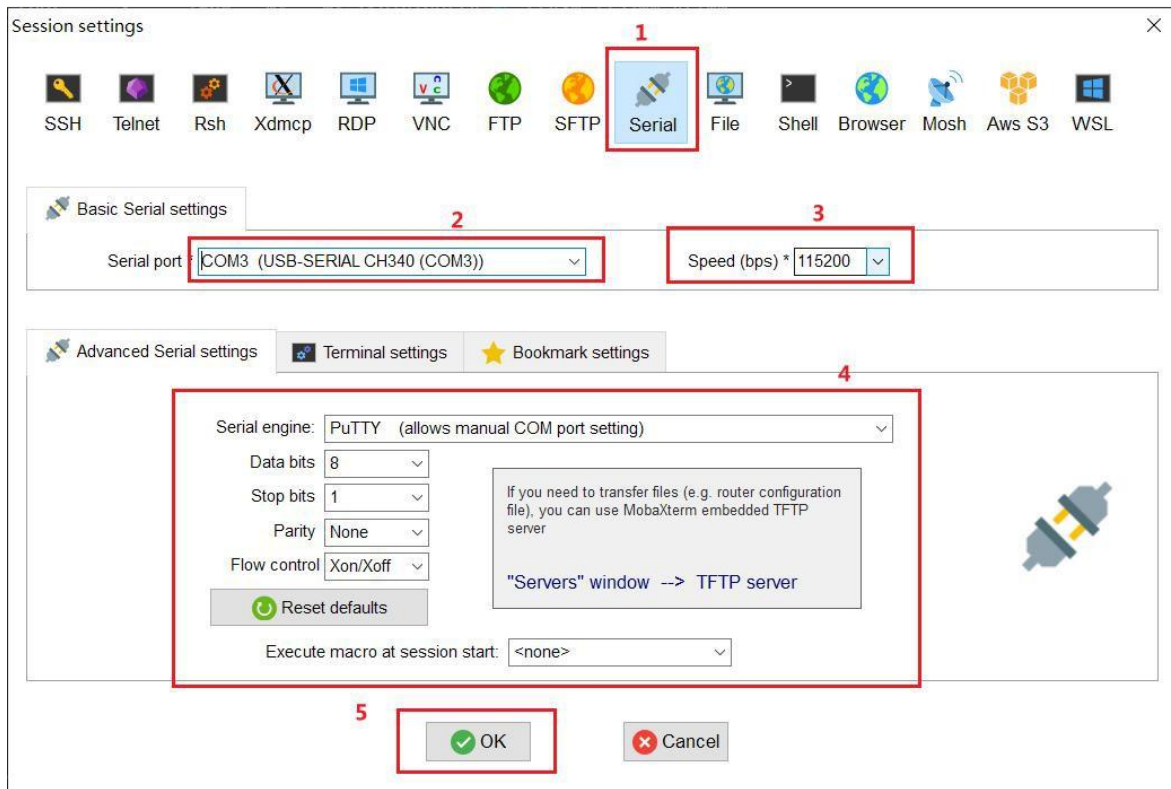 Session settings
1
SSH Telnet Rsh Xdmcp RDP VNC FTP SFTP Serial File Shell Browser Mosh Aws S3 WSL
Basic Serial settings
2
3
Serial port * COM3 (USB-SERIAL CH340 (COM3))
Speed (bps) * 115200
Advanced Serial settings
Terminal settings
Bookmark settings
4
Serial engine: PuTTY (allows manual COM port setting)
Data bits 8
Stop bits 1
Parity None
Flow control Xon/Xoff
Reset defaults
If you need to transfer files (e.g. router configuration
file), you can use MobaXterm embedded TFTP
server
"Servers" window --> TFTP server
Execute macro at session start: <none>
5
OK
Cancel